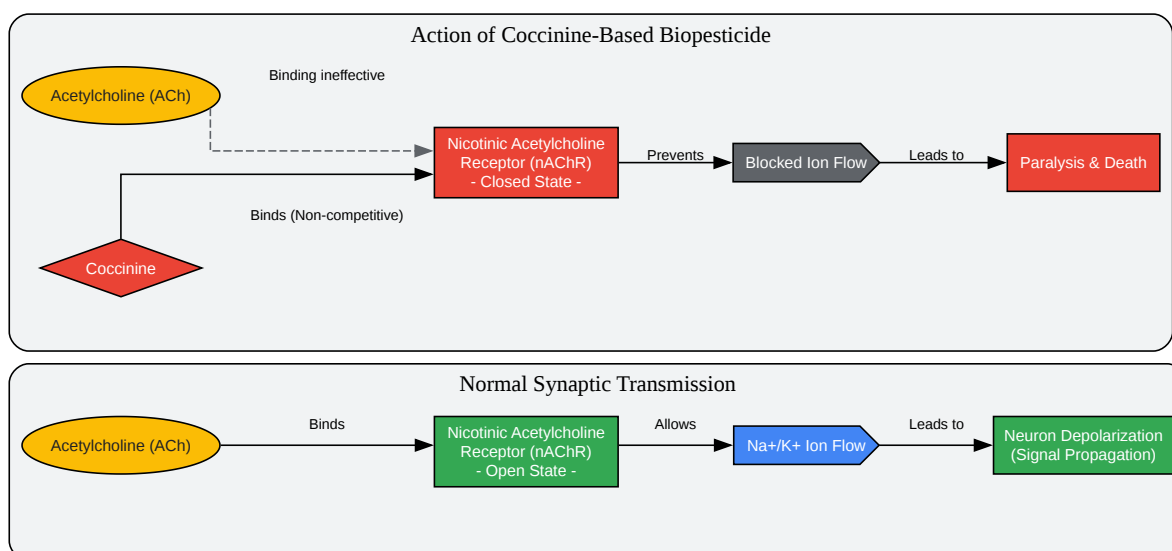 Action of Coccinine-Based Biopesticide
Binding ineffective
Acetylcholine (ACh)
Nicotinic Acetylcholine
Receptor (nAChR)
- Closed State -
Prevents
Blocked Ion Flow
Leads to
Paralysis & Death
Binds (Non-competitive)
Coccinine
Normal Synaptic Transmission
Acetylcholine (ACh)
Binds
Nicotinic Acetylcholine
Receptor (nAChR)
- Open State -
Allows
Na+/K+ Ion Flow
Leads to
Neuron Depolarization
(Signal Propagation)